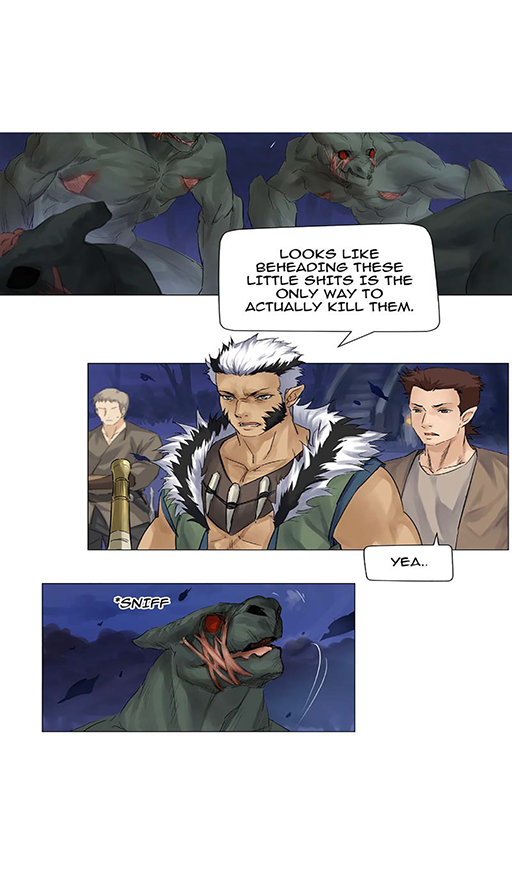 LOOKS LIKE
BEHEADING THESE
LITTLE SHITS IS THE
ONLY WAY TO
ACTUALLY KILL THEM.
YEA..
*SNIFF